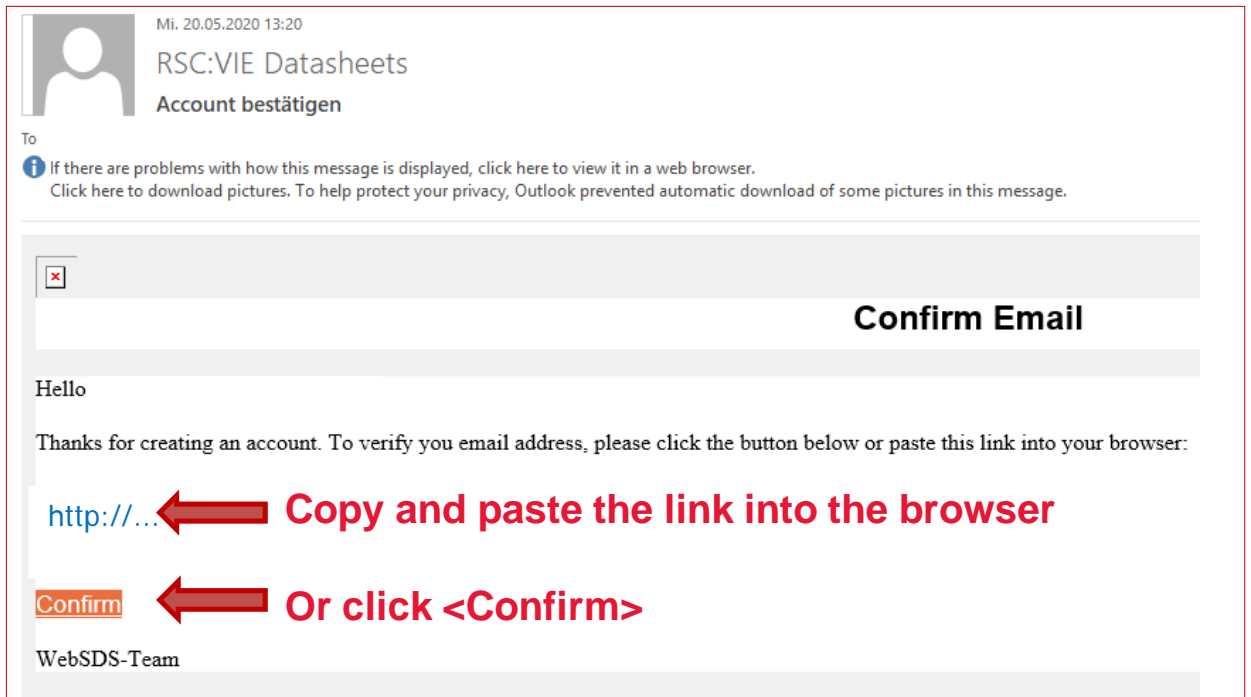 Mi. 20.05.2020 13:20
RSC:VIE Datasheets
Account bestätigen
To
If there are problems with how this message is displayed, click here to view it in a web browser.
Click here to download pictures. To help protect your privacy, Outlook prevented automatic download of some pictures in this message.
Confirm Email
Hello
Thanks for creating an account. To verify you email address, please click the button below or paste this link into your browser:
http://... Copy and paste the link into the browser
Confirm Or click <Confirm>
WebSDS-Team